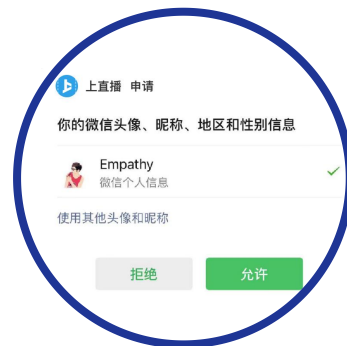 上直播 申请
你的微信头像、昵称、地区和性别信息
Empathy
微信个人信息
使用其他头像和昵称
拒绝 允许